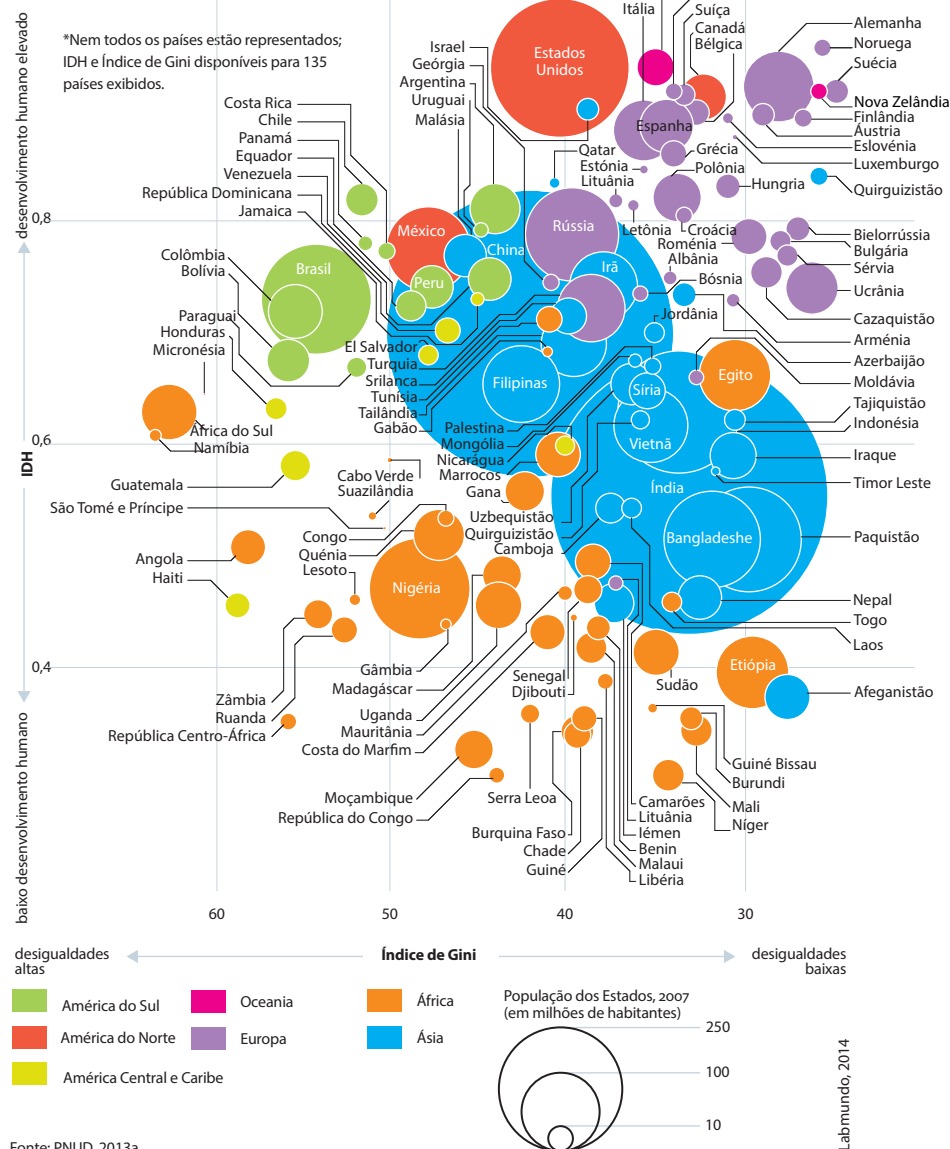 desenvolvimento humano elevado
IDH
baixo desenvolvimento humano
*Nem todos os países estão representados;
IDH e Índice de Gini disponíveis para 135
países exibidos.
0,8
0,6
0,4
Israel
Geórgia
Argentina
Uruguai
Malásia
Costa Rica
Chile
Panamá
Equador
Venezuela
República Dominicana
Jamaica
Estados
Unidos
Itália
Suíça
Canadá
Bélgica
Espanha
Alemanha
Noruega
Suécia
Nova Zelândia
Finlândia
Áustria
Eslovénia
Luxemburgo
Quirguizistão
Qatar
Estónia
Lituânia
Grécia
Polônia
Hungria
Letônia
Croácia
Roménia
Albânia
Bósnia
Jordânia
Bielorrússia
Bulgária
Sérvia
Ucrânia
Cazaquistão
Arménia
Azerbaijão
Moldávia
Tajiquistão
Indonésia
Iraque
Timor Leste
Paquistão
Nepal
Togo
Laos
Afeganistão
México
China
Rússia
Irã
Peru
Brasil
Colômbia
Bolívia
Paraguai
Honduras
Micronésia
El Salvador
Turquia
Srilanca
Tunisia
Tailândia
Gabão
Filipinas
Síria
Egito
Vietnã
Índia
Bangladeshe
Palestina
Mongólia
Nicarágua
Marrocos
Gana
Uzbequistão
Quirguizistão
Camboja
África do Sul
Namíbia
Guatemala
São Tomé e Príncipe
Cabo Verde
Suazilândia
Congo
Quénia
Lesoto
Angola
Haiti
Nigéria
Zâmbia
Ruanda
República Centro-África
Gâmbia
Madagáscar
Uganda
Mauritânia
Costa do Marfim
Senegal
Djibouti
Sudão
Etiópia
Moçambique
República do Congo
Serra Leoa
Burquina Faso
Chade
Guiné
Camarões
Lituânia
Iémen
Benin
Malaui
Libéria
Guiné Bissau
Burundi
Mali
Níger
60
50
40
30
desigualdades
altas
Índice de Gini
desigualdades
baixas
América do Sul
América do Norte
América Central e Caribe
Oceania
Europa
África
Ásia
População dos Estados, 2007
(em milhões de habitantes)
250
100
10
Labmundo, 2014
Fonte: PNUD, 2013a